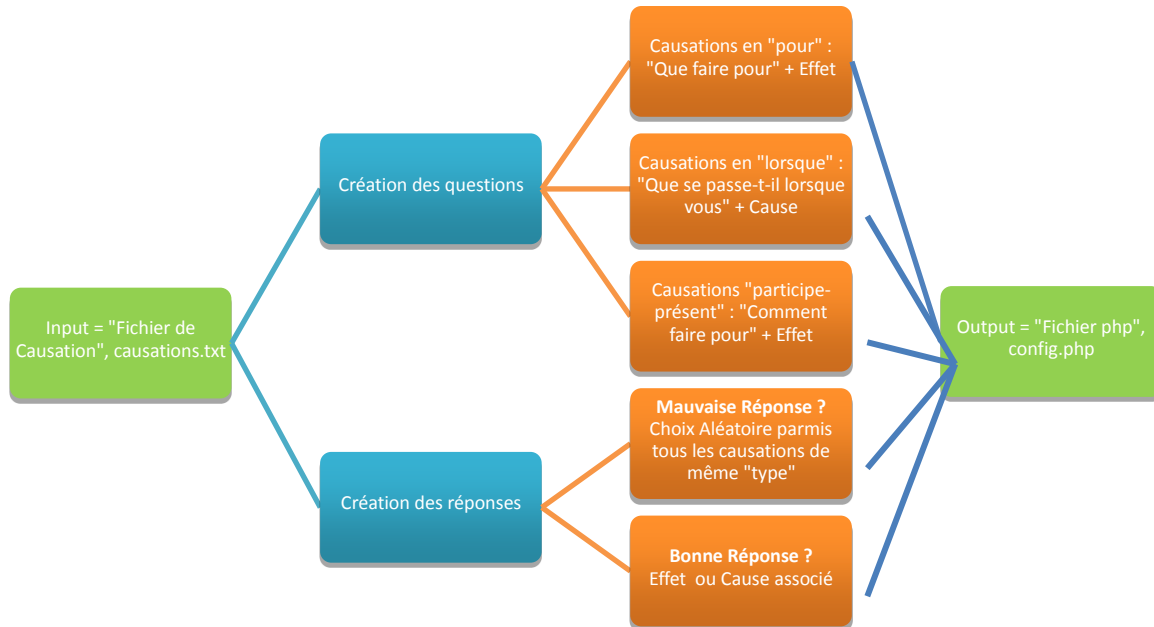 Input = "Fichier de
Causation", causations.txt
Création des questions
Causations en "pour" :
"Que faire pour" + Effet
Causations en "lorsque" :
"Que se passe-t-il lorsque
vous" + Cause
Causations "participe-
présent" : "Comment
faire pour" + Effet
Création des réponses
Mauvaise Réponse ?
Choix Aléatoire parmis
tous les causations de
même "type"
Bonne Réponse ?
Effet ou Cause associé
Output = "Fichier php",
config.php